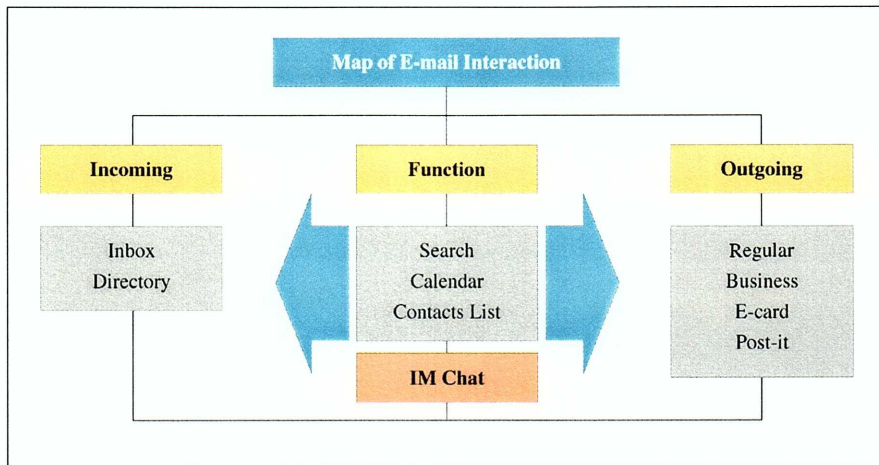 Map of E-mail Interaction
Incoming
Function
Outgoing
Inbox
Directory
Search
Calendar
Contacts List
Regular
Business
E-card
Post-it
IM Chat